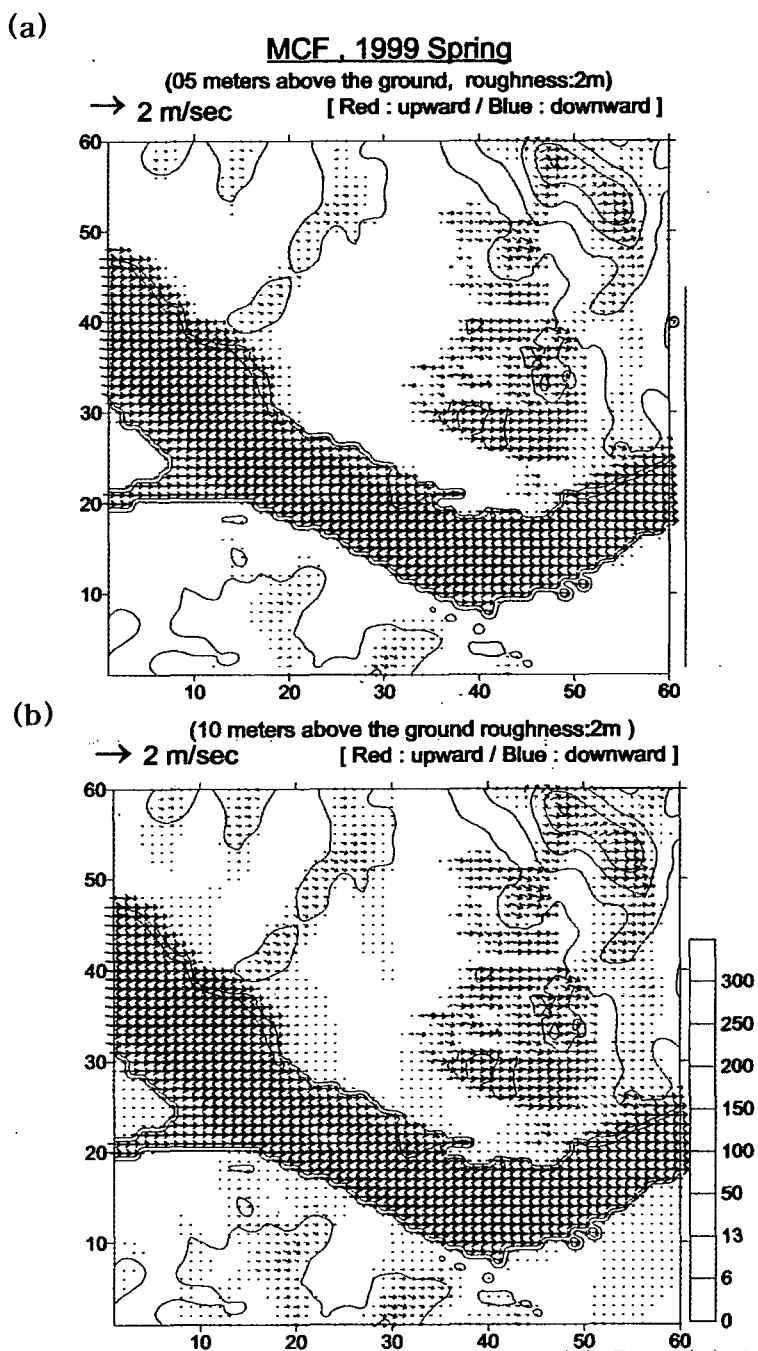 (a)
MCF , 1999 Spring
(05 meters above the ground, roughness:2m)
2 m/sec [ Red : upward / Blue : downward ]
60
50
40
30
20
10
10 20 30 40 50 60
(b)
(10 meters above the ground roughness:2m )
2 m/sec [ Red : upward / Blue : downward ]
60
50
40
30
20
10
10 20 30 40 50 60
300
250
200
150
100
50
13
6
0